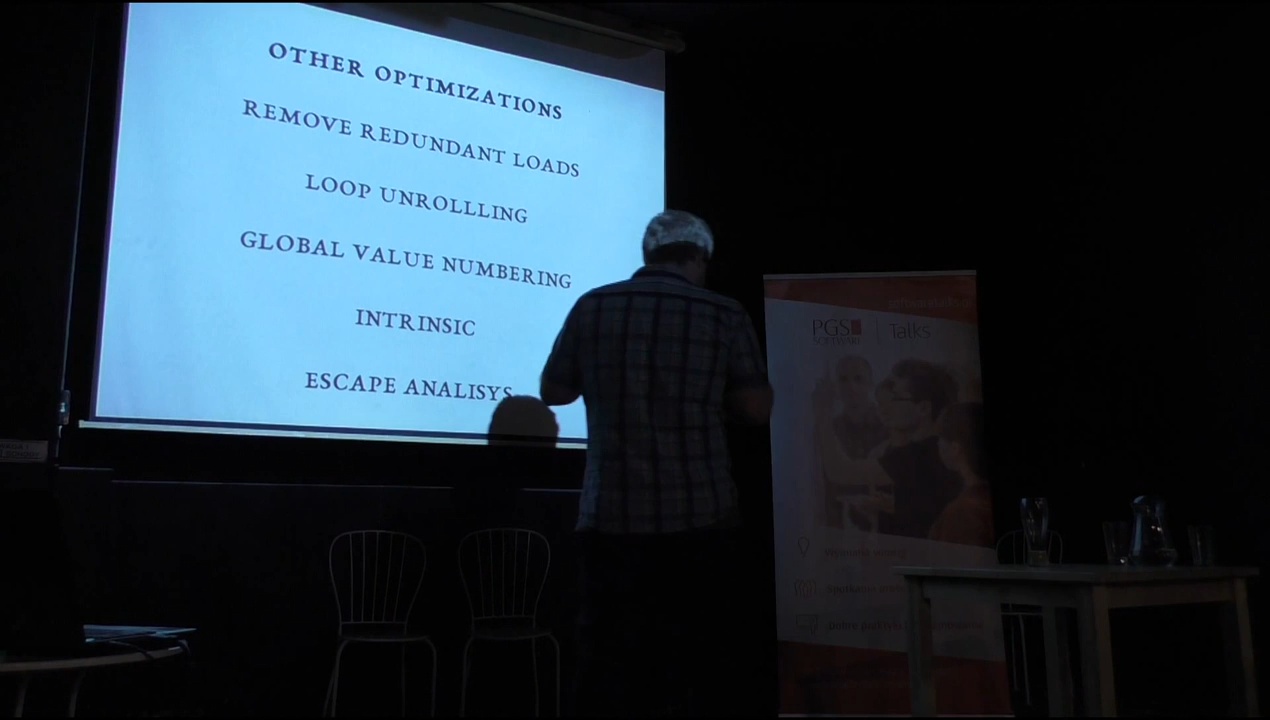 OTHER OPTIMIZATIONS
REMOVE REDUNDANT LOADS
LOOP UNROLLLING
GLOBAL VALUE NUMBERING
INTRINSIC
ESCAPE ANALISYS
PGS
SOFTWARE
Talks